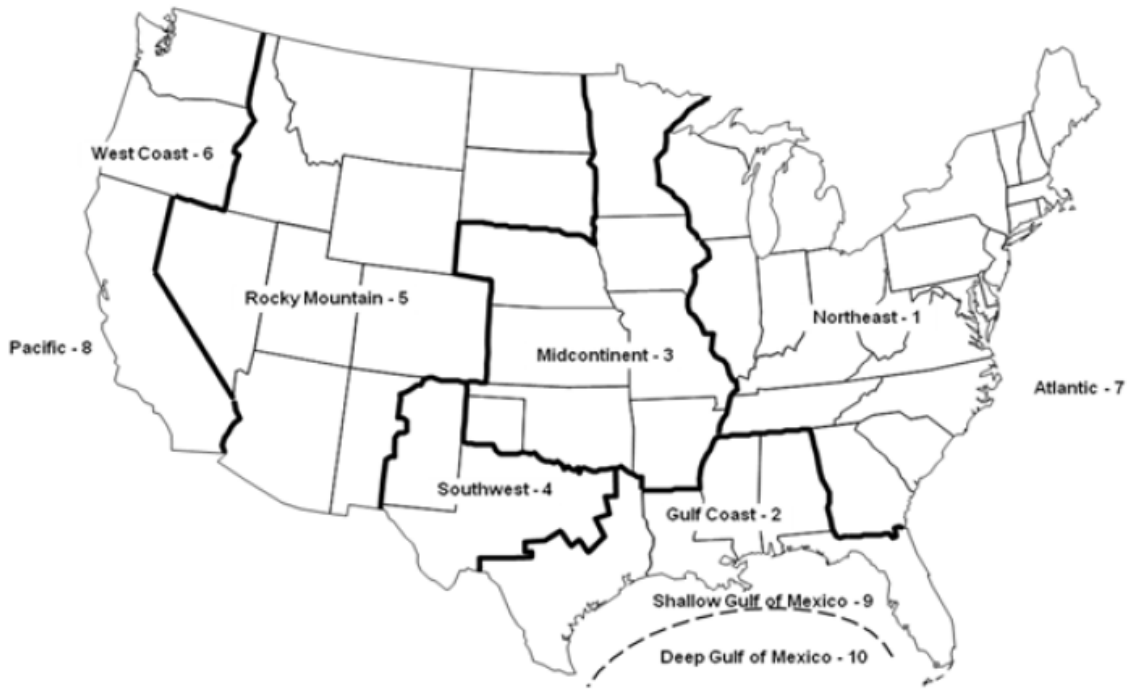 West Coast - 6
Rocky Mountain - 5
Northeast - 1
Pacific - 8
Midcontinent - 3
Atlantic - 7
Southwest - 4
Gulf Coast - 2
Shallow Gulf of Mexico - 9
Deep Gulf of Mexico - 10